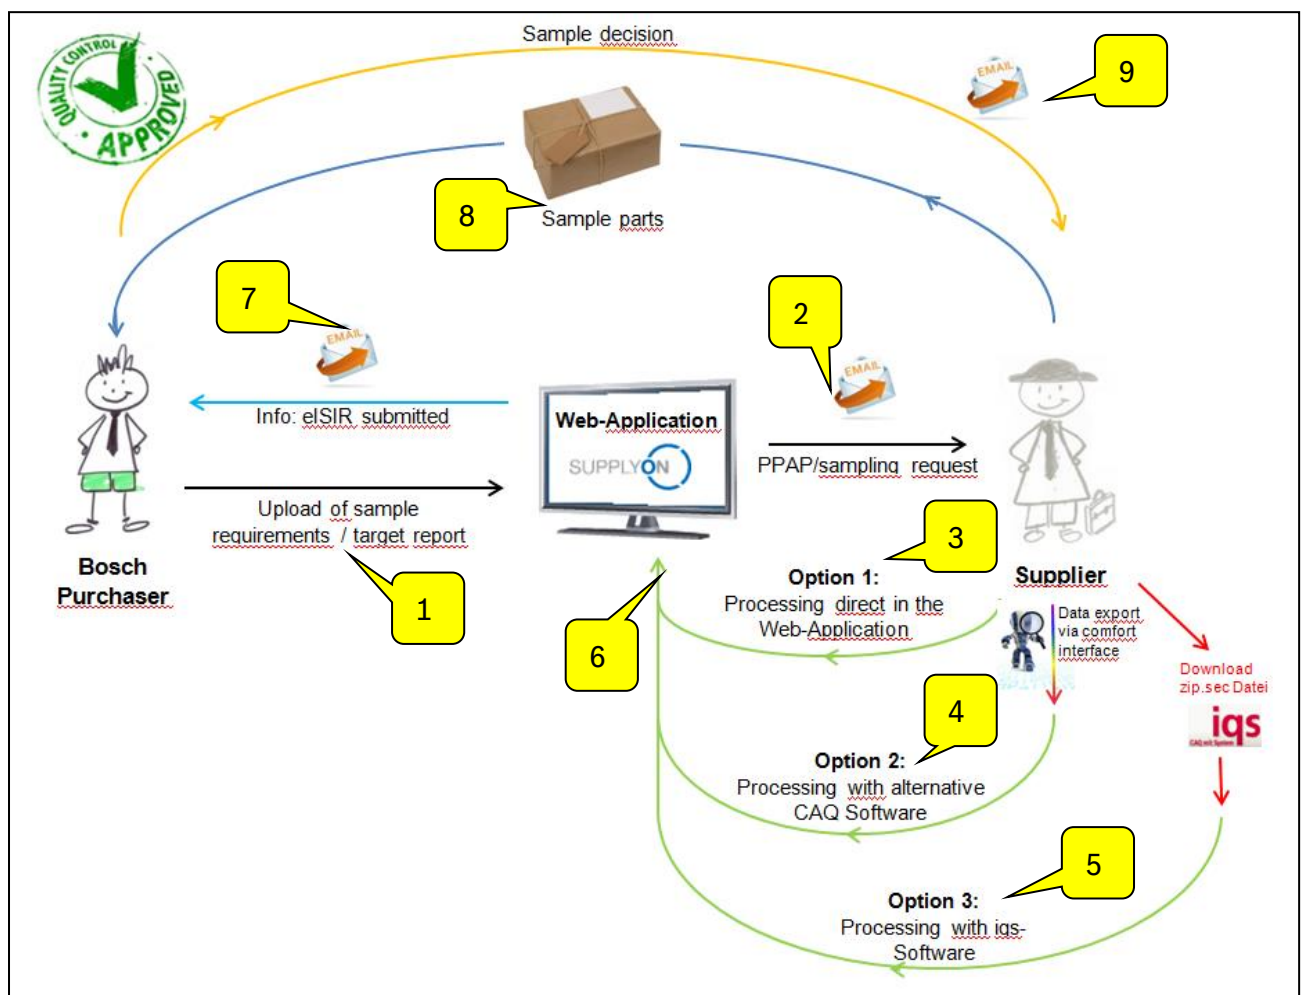 Sample decision
QUALITY CONTROL
APPROVED
EMAIL
9
8
Sample parts
7
EMAIL
2
EMAIL
Info: eISIR submitted
Web-Application
SUPPLYON
PPAP/sampling request
Upload of sample
requirements / target report
1
Bosch
Purchaser
3
Option 1:
Processing direct in the
Web-Application
Supplier
6
Data export
via comfort
interface
Download
zip.sec Datei
iqs
CAQ mit System
4
Option 2:
Processing with alternative
CAQ Software
5
Option 3:
Processing with iqs-
Software